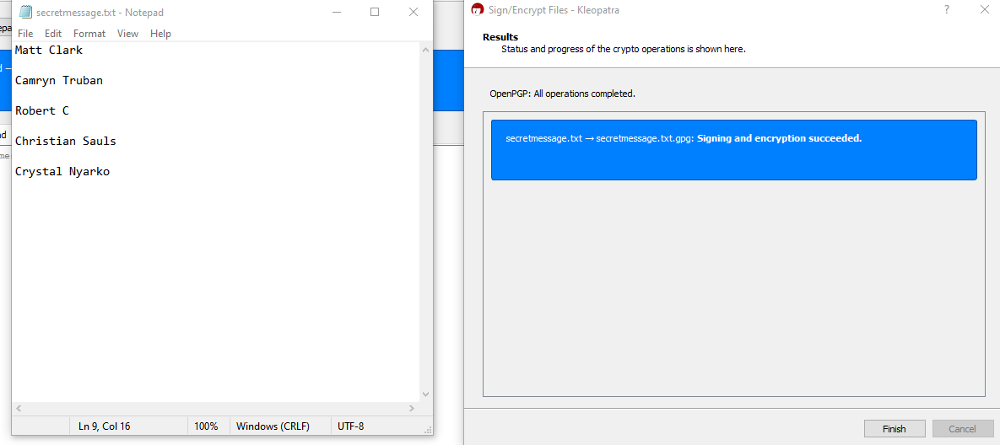 secretmessage.txt - Notepad
File Edit Format View Help
Matt Clark
Camryn Truban
Robert C
Christian Sauls
Crystal Nyarko
Ln 9, Col 16 100% Windows (CRLF) UTF-8
Sign/Encrypt Files - Kleopatra
Results
Status and progress of the crypto operations is shown here.
OpenPGP: All operations completed.
secretmessage.txt → secretmessage.txt.gpg: Signing and encryption succeeded.
Finish Cancel